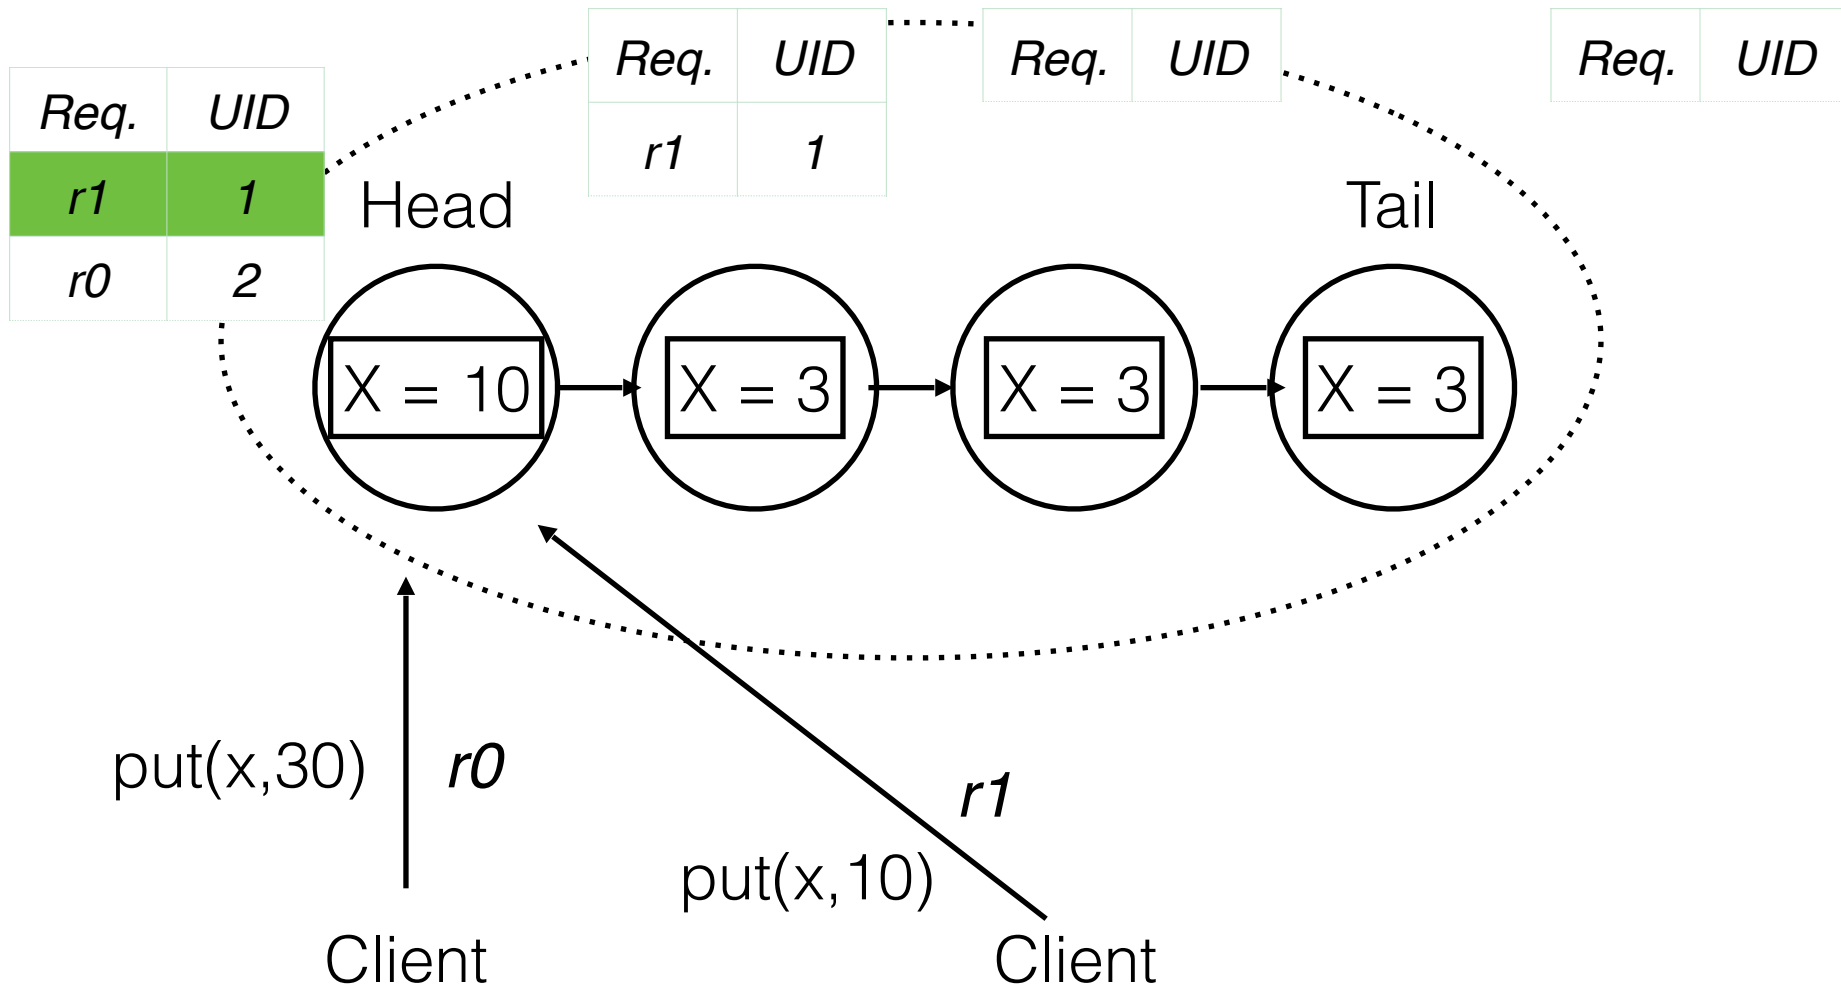 Req. UID
r1 1
r0 2
Req. UID
r1 1
Req. UID
Req. UID
Head
Tail
X = 10
X = 3
X = 3
X = 3
put(x,30)
r0
r1
put(x,10)
Client
Client